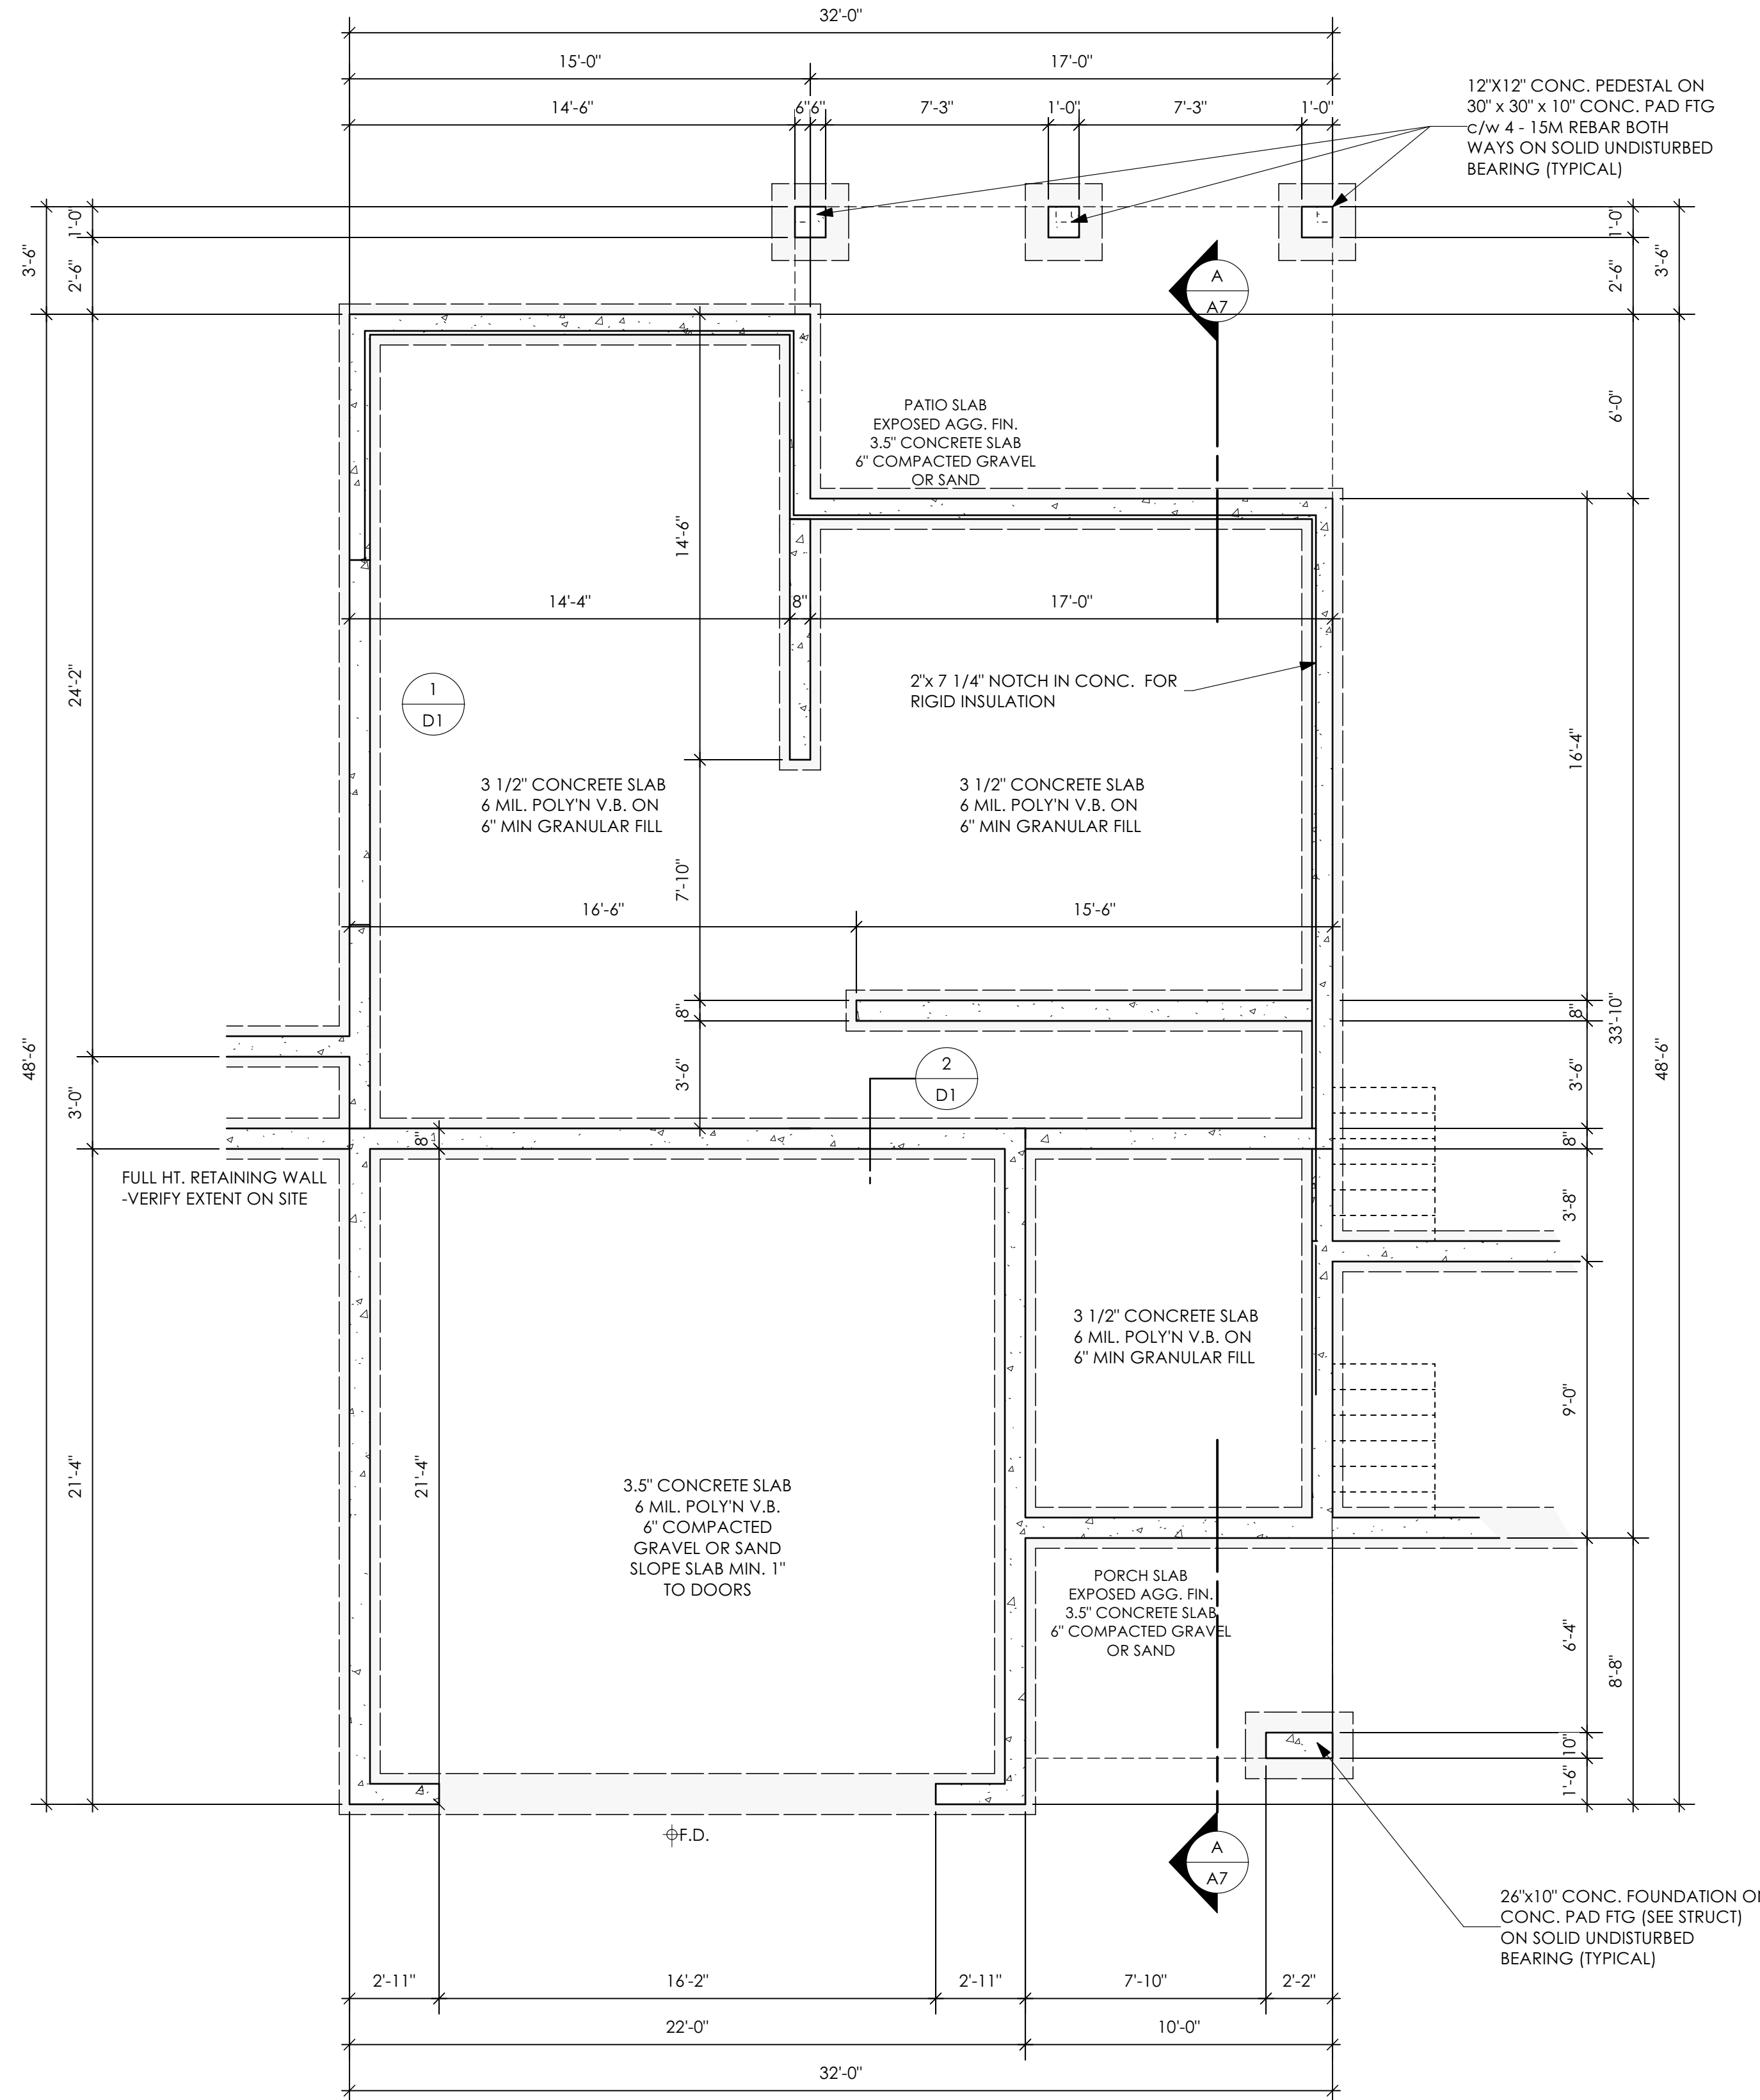 32'-0"
15'-0"
17'-0"
14'-6"
6"
6"
7'-3"
1'-0"
7'-3"
1'-0"
12"X12" CONC. PEDESTAL ON
30" x 30" x 10" CONC. PAD FTG
c/w 4 - 15M REBAR BOTH
WAYS ON SOLID UNDISTURBED
BEARING (TYPICAL)
3'-6"
1'-0"
2'-6"
1'-0"
2'-6"
3'-6"
A
A7
6'-0"
PATIO SLAB
EXPOSED AGG. FIN.
3.5" CONCRETE SLAB
6" COMPACTED GRAVEL
OR SAND
14'-6"
14'-4"
8"
17'-0"
24'-2"
1
D1
2"x 7 1/4" NOTCH IN CONC. FOR
RIGID INSULATION
16'-4"
3 1/2" CONCRETE SLAB
6 MIL. POLY'N V.B. ON
6" MIN GRANULAR FILL
3 1/2" CONCRETE SLAB
6 MIL. POLY'N V.B. ON
6" MIN GRANULAR FILL
7'-10"
16'-6"
15'-6"
8"
8"
33'-10"
48'-6"
48'-6"
3'-0"
3'-6"
2
D1
3'-6"
8"
8"
FULL HT. RETAINING WALL
-VERIFY EXTENT ON SITE
3'-8"
3 1/2" CONCRETE SLAB
6 MIL. POLY'N V.B. ON
6" MIN GRANULAR FILL
9'-0"
21'-4"
21'-4"
3.5" CONCRETE SLAB
6 MIL. POLY'N V.B.
6" COMPACTED
GRAVEL OR SAND
SLOPE SLAB MIN. 1"
TO DOORS
PORCH SLAB
EXPOSED AGG. FIN.
3.5" CONCRETE SLAB
6" COMPACTED GRAVEL
OR SAND
6'-4"
8'-8"
10"
1'-6"
F.D.
A
A7
26"x10" CONC. FOUNDATION ON
CONC. PAD FTG (SEE STRUCT)
ON SOLID UNDISTURBED
BEARING (TYPICAL)
2'-11"
16'-2"
2'-11"
7'-10"
2'-2"
22'-0"
10'-0"
32'-0"